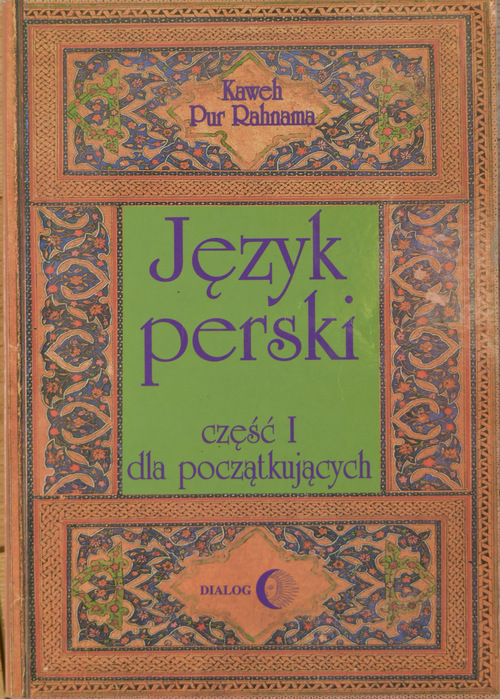 Kaweh
Pur Rahnama
Język
perski
część I
dla początkujących
DIALOG